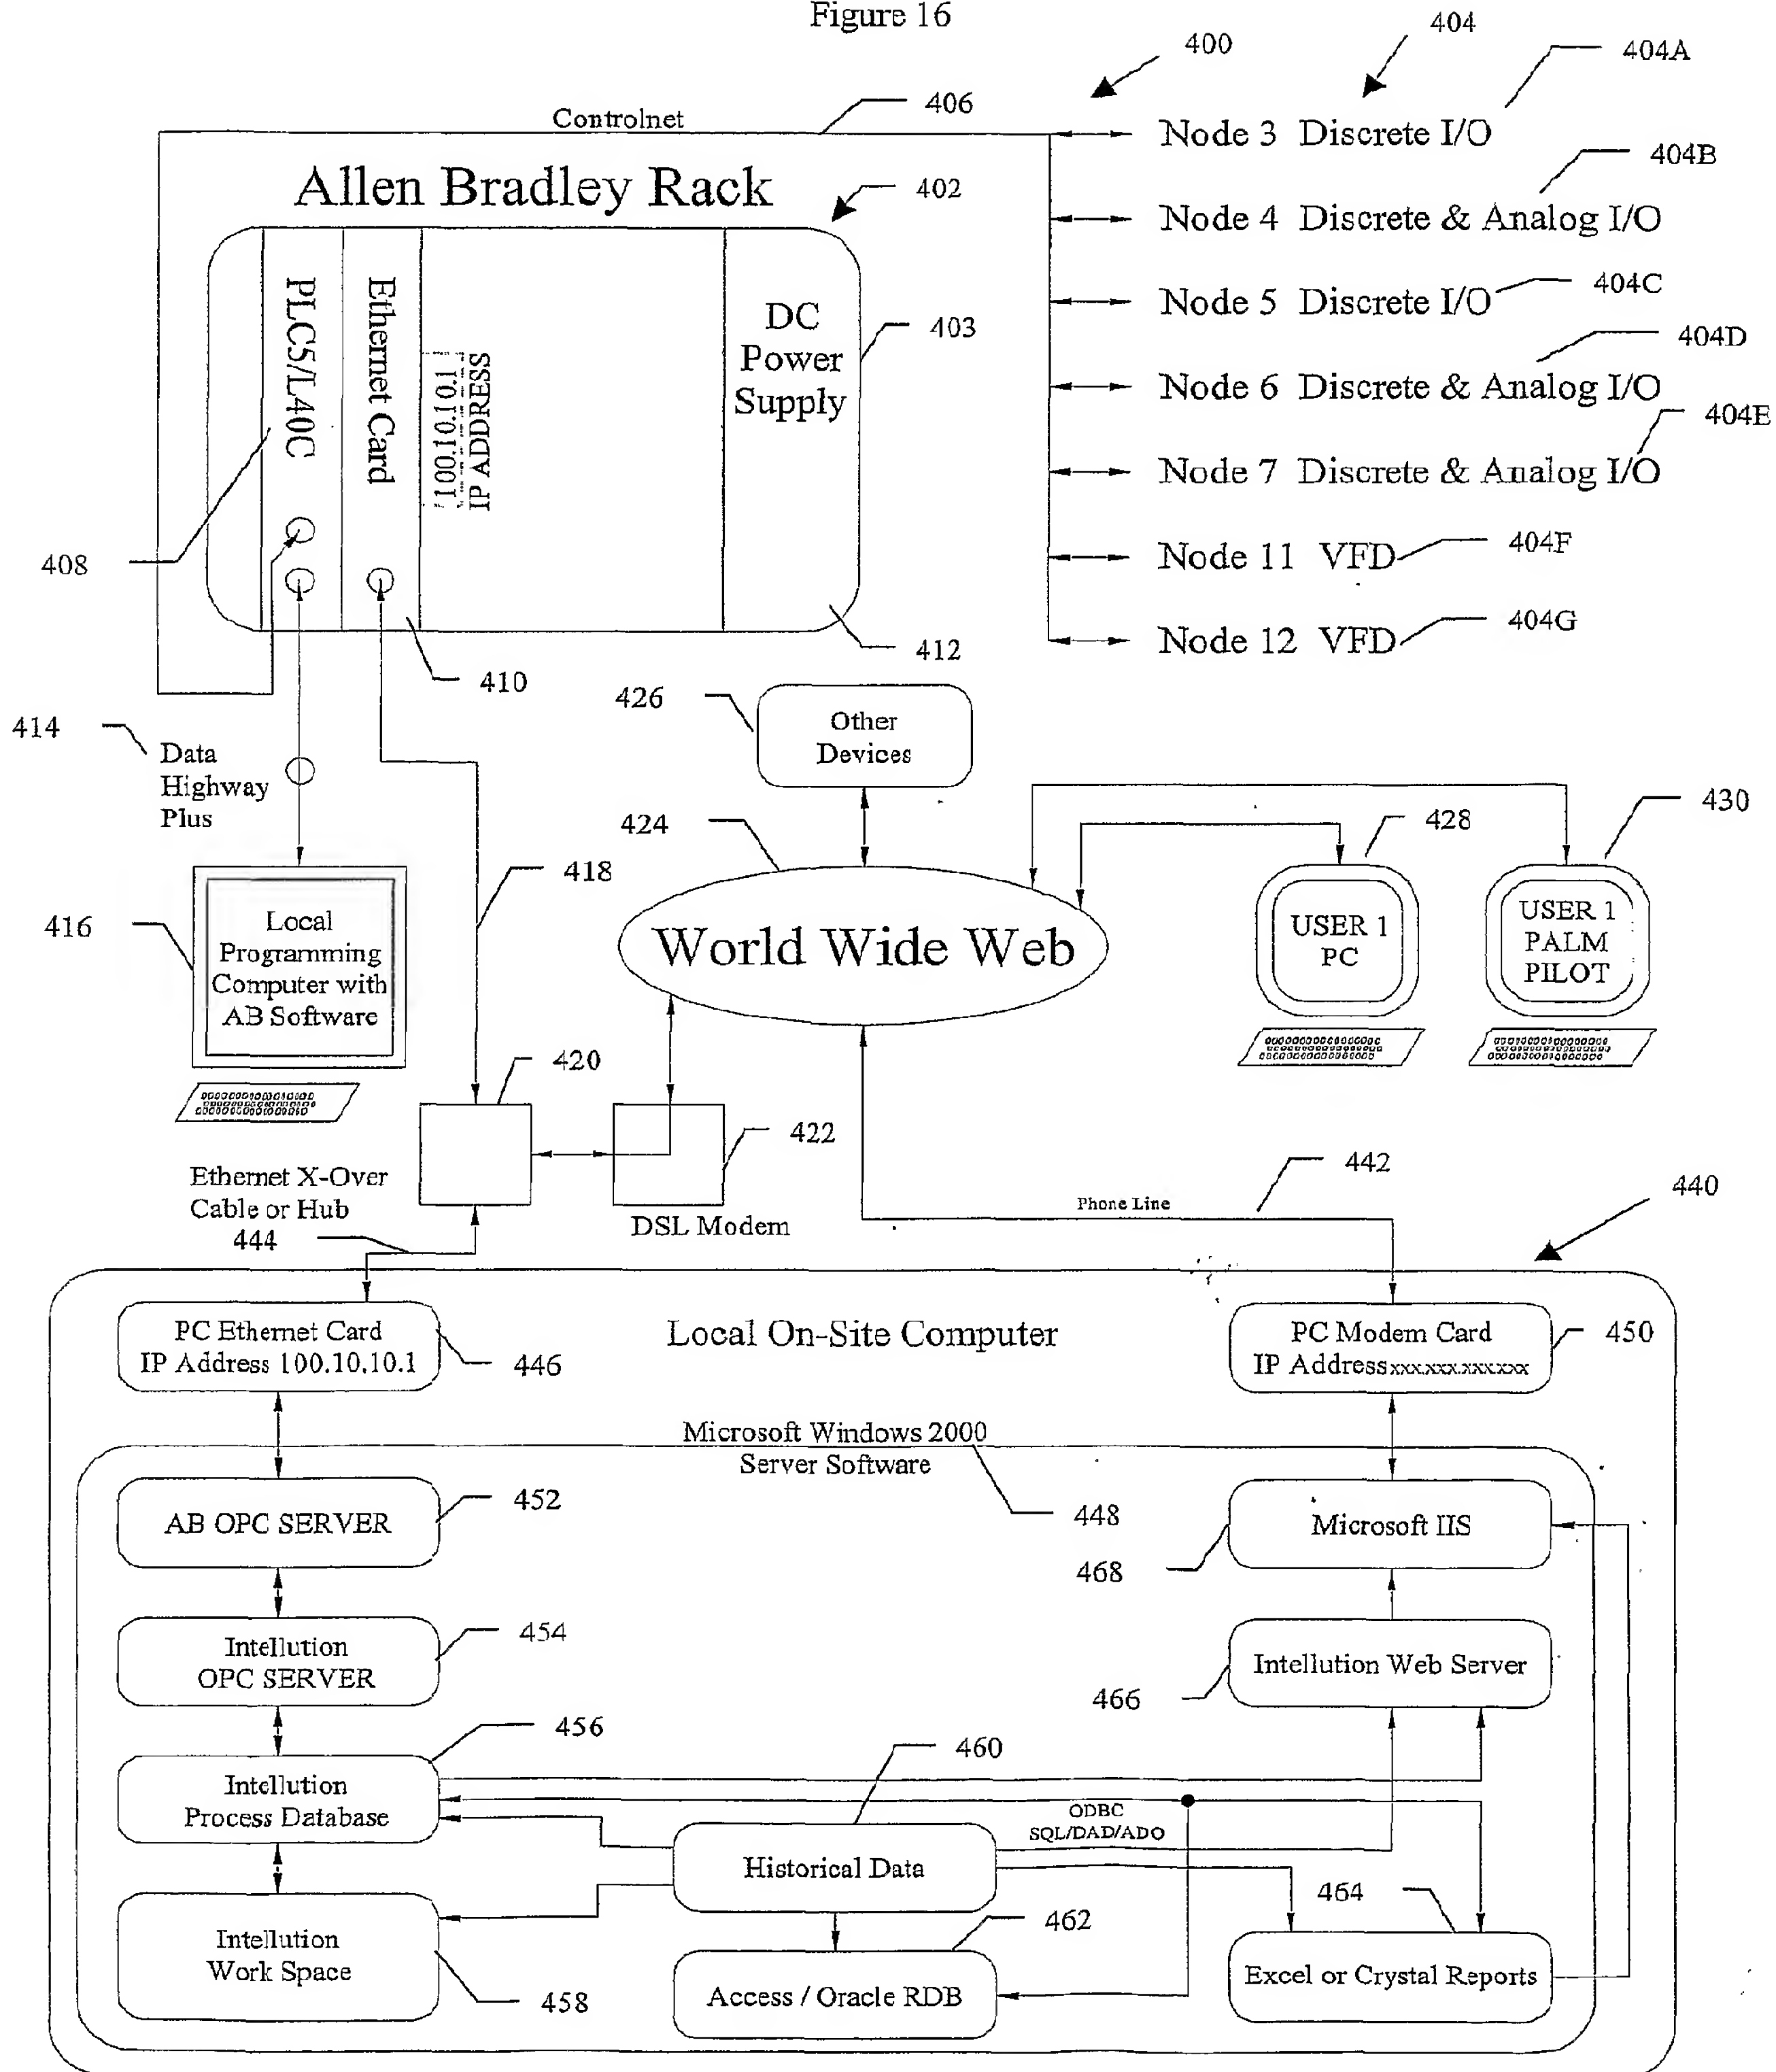 Figure 16
400
404
404A
Controlnet
406
Node 3 Discrete I/O
404B
Allen Bradley Rack
402
Node 4 Discrete & Analog I/O
PLC5/L40C
Ethernet Card
100.10.10.1
IP ADDRESS
DC
Power
Supply
403
Node 5 Discrete I/O
404C
404D
Node 6 Discrete & Analog I/O
404E
Node 7 Discrete & Analog I/O
408
Node 11 VFD
404F
412
Node 12 VFD
404G
410
414
Data
Highway
Plus
426
Other
Devices
424
428
430
418
416
Local
Programming
Computer with
AB Software
World Wide Web
USER 1
PC
USER 1
PALM
PILOT
420
422
Ethernet X-Over
Cable or Hub
444
DSL Modem
442
Phone Line
440
PC Ethernet Card
IP Address 100.10.10.1
446
Local On-Site Computer
PC Modem Card
IP Address xxx.xxx.xxx.xxx
450
Microsoft Windows 2000
Server Software
448
AB OPC SERVER
452
Microsoft IIS
468
Intellution
OPC SERVER
454
Intellution Web Server
466
456
460
Intellution
Process Database
ODBC
SQL/DAD/ADO
Historical Data
464
462
Intellution
Work Space
458
Access / Oracle RDB
Excel or Crystal Reports